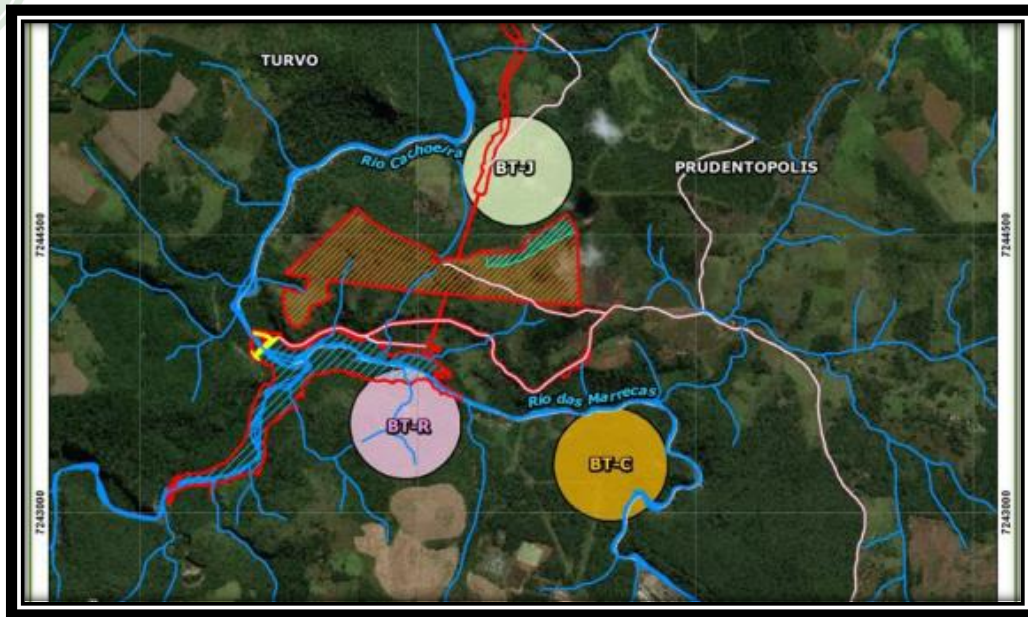 TURVO
Rio Cachoeira
BT-J
PRUDENTOPOLIS
7244500
7244500
Rio das Marrecas
BT-R
BT-C
7243000
7243000